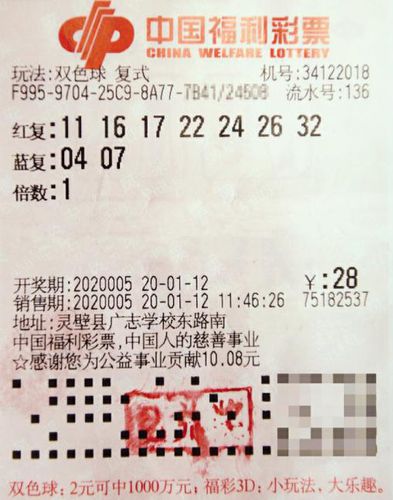 中国福利彩票
CHINA WELFARE LOTTERY
玩法:双色球 复式 机号:34122018
F995-9704-25C9-8A77-7B41/24508 流水号:136
红复:11 16 17 22 24 26 32
蓝复:04 07
倍数:1
开奖期:2020005 20-01-12 ¥:28
销售期:2020005 20-01-12 11:46:26 75182537
地址:灵璧县广志学校东路南
中国福利彩票,中国人的慈善事业
☆感谢您为公益事业贡献10.08元
双色球:2元可中1000万元;福彩3D:小玩法、大乐趣。